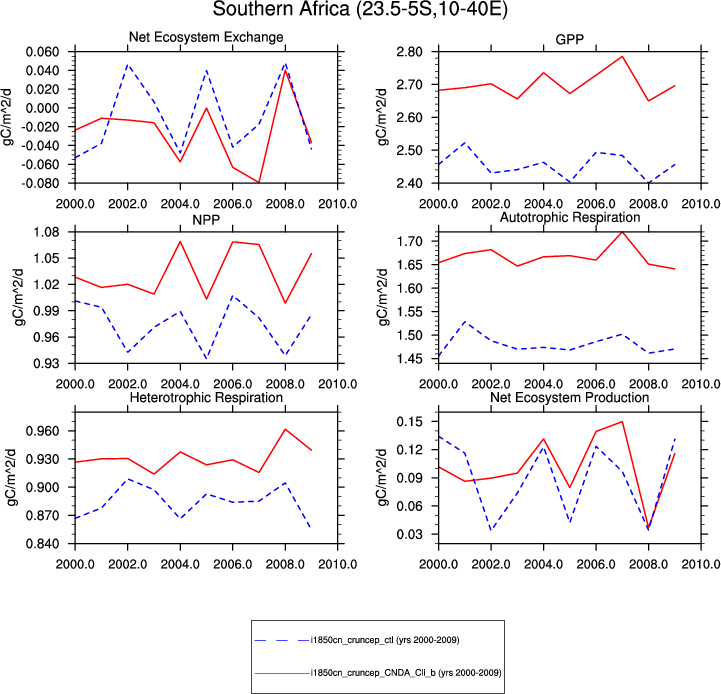 Southern Africa (23.5-5S,10-40E)
Net Ecosystem Exchange
gC/m^2/d
0.060
0.040
0.020
0.000
-0.020
-0.040
-0.060
-0.080
2000.0 2002.0 2004.0 2006.0 2008.0 2010.0
GPP
gC/m^2/d
2.80
2.70
2.60
2.50
2.40
2000.0 2002.0 2004.0 2006.0 2008.0 2010.0
NPP
gC/m^2/d
1.08
1.05
1.02
0.99
0.96
0.93
2000.0 2002.0 2004.0 2006.0 2008.0 2010.0
Autotrophic Respiration
gC/m^2/d
1.70
1.65
1.60
1.55
1.50
1.45
2000.0 2002.0 2004.0 2006.0 2008.0 2010.0
Heterotrophic Respiration
gC/m^2/d
0.960
0.930
0.900
0.870
0.840
2000.0 2002.0 2004.0 2006.0 2008.0 2010.0
Net Ecosystem Production
gC/m^2/d
0.15
0.12
0.09
0.06
0.03
2000.0 2002.0 2004.0 2006.0 2008.0 2010.0
i1850cn_cruncep_ctl (yrs 2000-2009)
i1850cn_cruncep_CNDA_Cli_b (yrs 2000-2009)